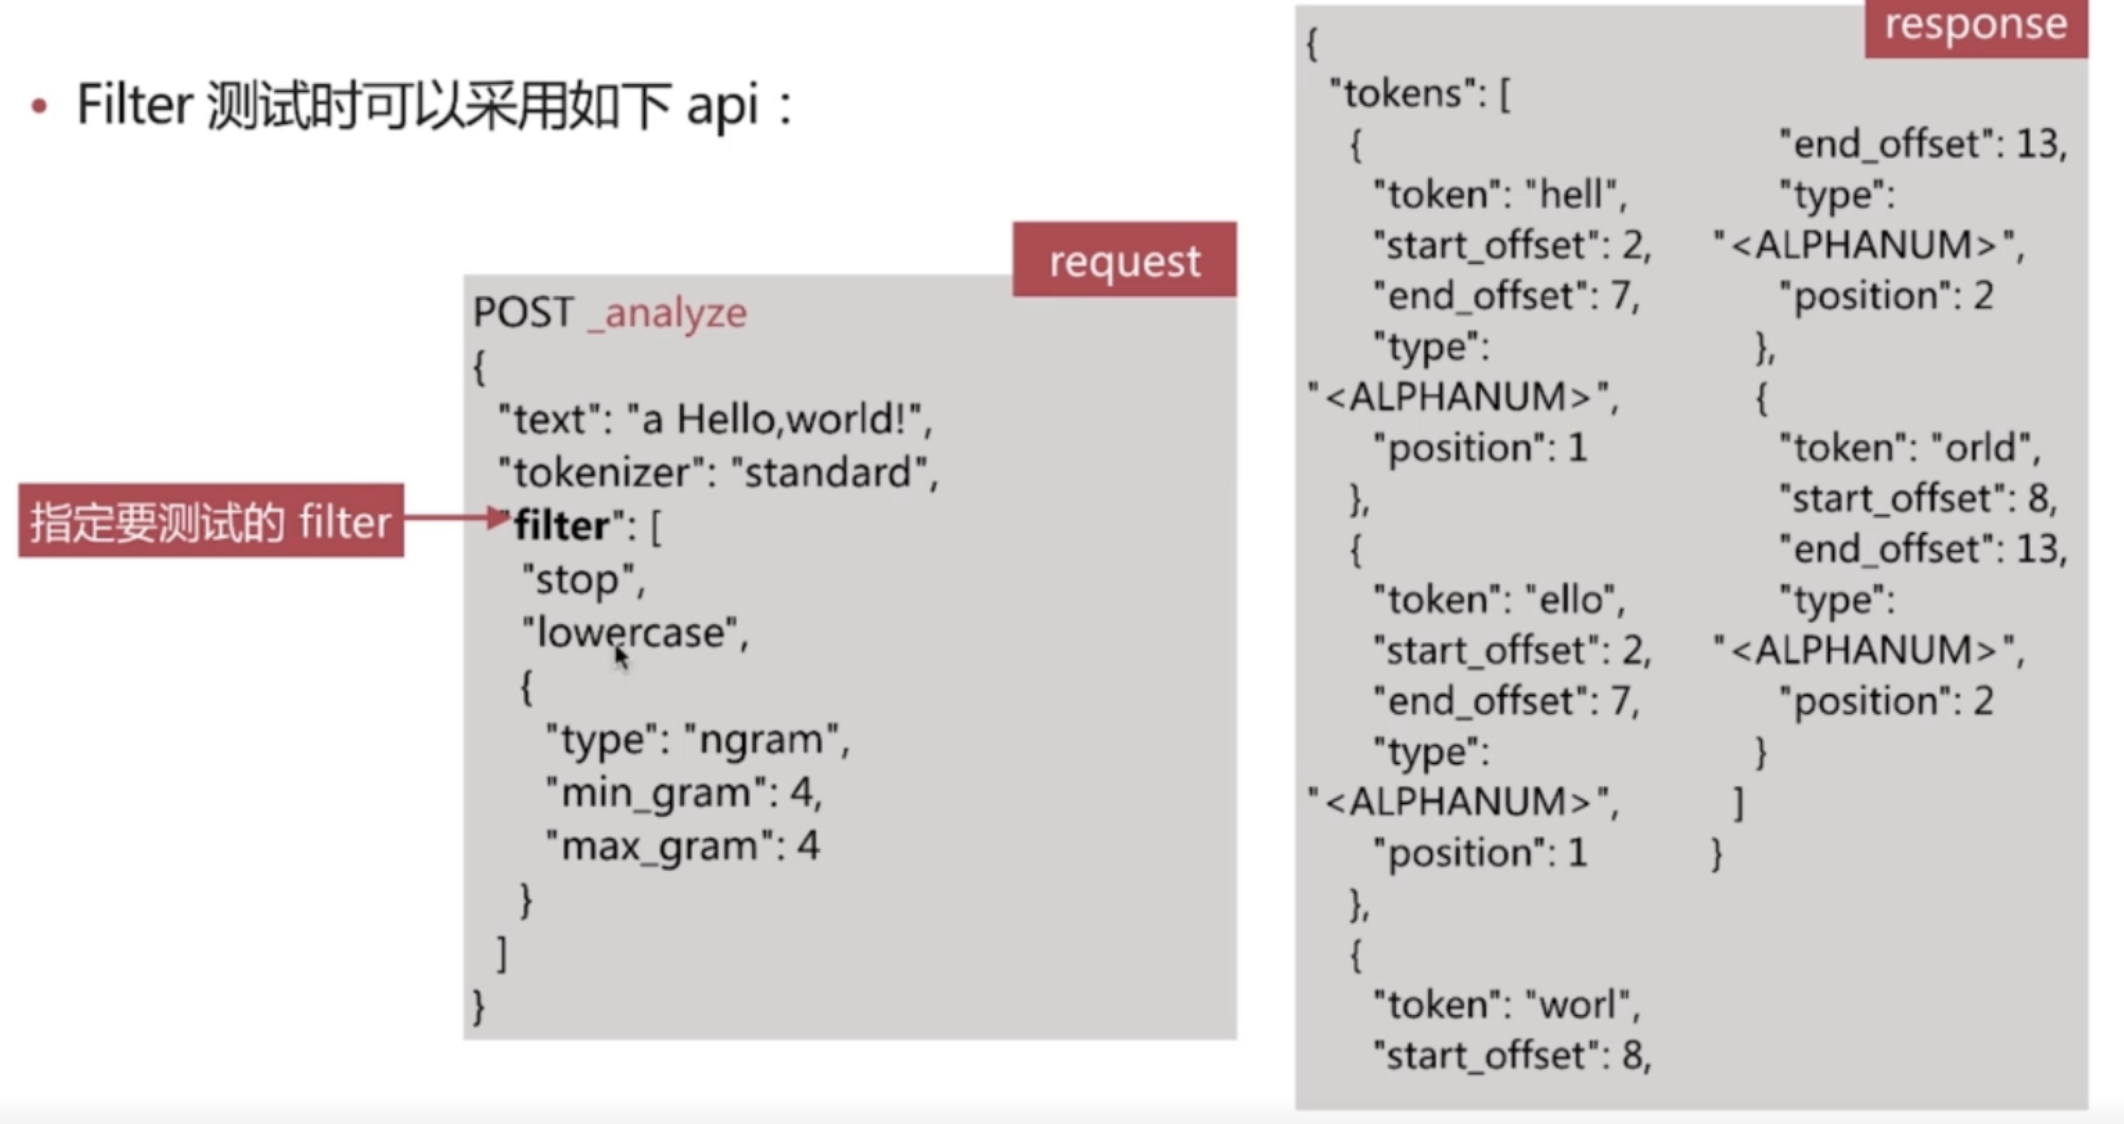 • Filter 测试时可以采用如下 api：
指定要测试的 filter
request
POST _analyze
{
"text": "a Hello,world!",
"tokenizer": "standard",
"filter": [
"stop",
"lowercase",
{
"type": "ngram",
"min_gram": 4,
"max_gram": 4
}
]
}
response
{
"tokens": [
{
"token": "hell",
"start_offset": 2,
"end_offset": 7,
"type":
"<ALPHANUM>",
"position": 1
},
{
"token": "ello",
"start_offset": 2,
"end_offset": 7,
"type":
"<ALPHANUM>",
"position": 1
},
{
"token": "worl",
"start_offset": 8,
"end_offset": 13,
"type":
"<ALPHANUM>",
"position": 2
},
{
"token": "orld",
"start_offset": 8,
"end_offset": 13,
"type":
"<ALPHANUM>",
"position": 2
}
]
}